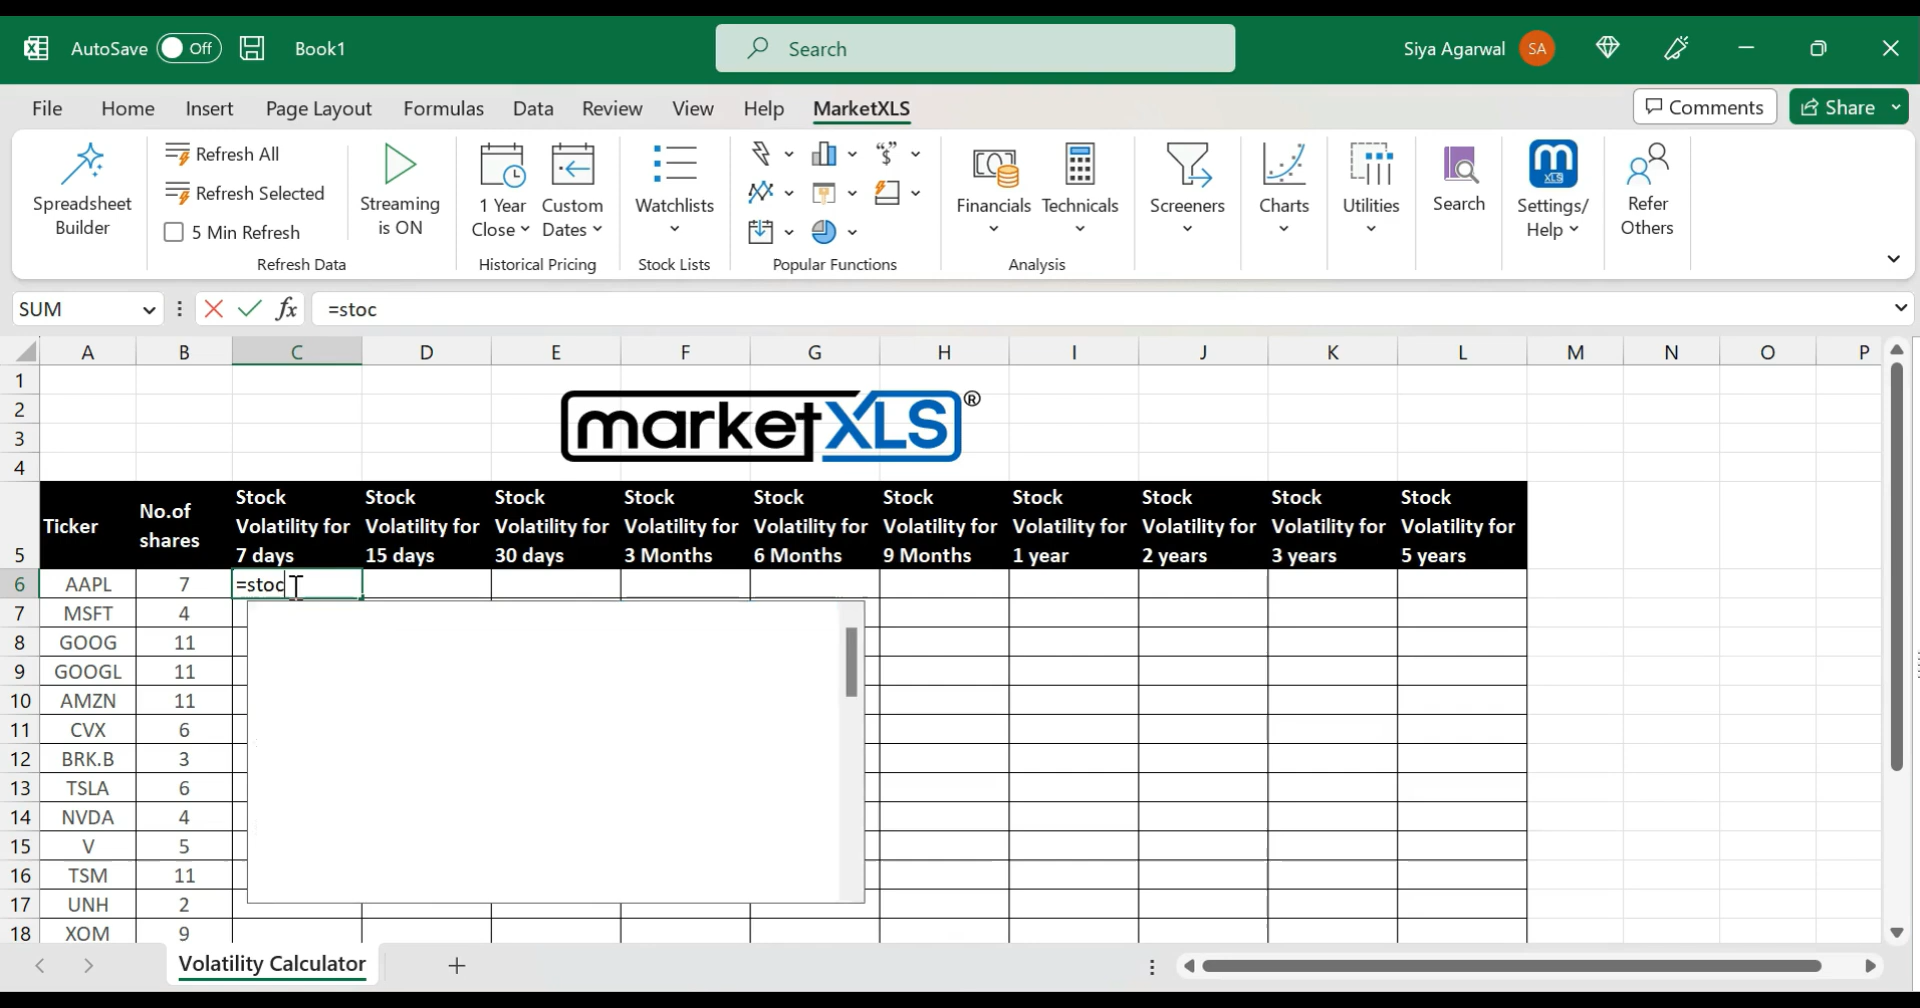 AutoSave Off Book1 Search Siya Agarwal SA
File Home Insert Page Layout Formulas Data Review View Help MarketXLS Comments Share
Spreadsheet Builder
Refresh All
Refresh Selected
5 Min Refresh
Refresh Data
Streaming is ON
1 Year Close
Custom Dates
Historical Pricing
Watchlists
Stock Lists
“$”
Popular Functions
Financials
Technicals
Analysis
Screeners
Charts
Utilities
Search
m XLS
Settings/ Help
Refer Others
SUM fx =stoc
A B C D E F G H I J K L M N O P
1
2
3
4
marketXLS®
5 Ticker No.of shares Stock Volatility for 7 days Stock Volatility for 15 days Stock Volatility for 30 days Stock Volatility for 3 Months Stock Volatility for 6 Months Stock Volatility for 9 Months Stock Volatility for 1 year Stock Volatility for 2 years Stock Volatility for 3 years Stock Volatility for 5 years
6 AAPL 7 =stoc
7 MSFT 4
8 GOOG 11
9 GOOGL 11
10 AMZN 11
11 CVX 6
12 BRK.B 3
13 TSLA 6
14 NVDA 4
15 V 5
16 TSM 11
17 UNH 2
18 XOM 9
Volatility Calculator